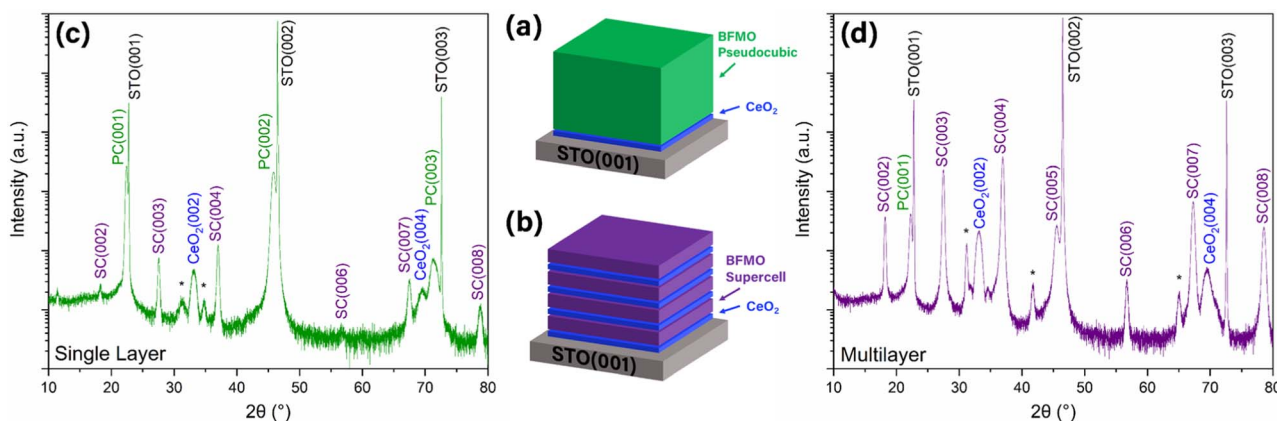 (c)
Intensity (a.u.)
PC(001)
STO(001)
SC(002)
SC(003)
*
CeO₂(002)
*
SC(004)
PC(002)
STO(002)
SC(006)
SC(007)
CeO₂(004)
PC(003)
STO(003)
SC(008)
Single Layer
10 20 30 40 50 60 70 80
2θ (°)
(a)
BFMO
Pseudocubic
CeO₂
STO(001)
(b)
BFMO
Supercell
CeO₂
STO(001)
(d)
Intensity (a.u.)
SC(002)
PC(001)
STO(001)
SC(003)
*
CeO₂(002)
SC(004)
*
SC(005)
STO(002)
SC(006)
*
SC(007)
CeO₂(004)
STO(003)
SC(008)
Multilayer
10 20 30 40 50 60 70 80
2θ (°)